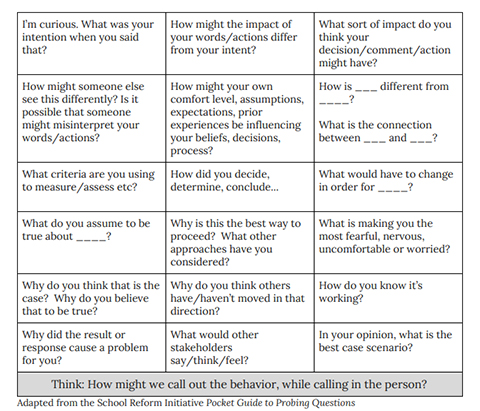 I'm curious. What was your
intention when you said
that?
How might the impact of
your words/actions differ
from your intent?
What sort of impact do you
think your
decision/comment/action
might have?
How might someone else
see this differently? Is it
possible that someone
might misinterpret your
words/actions?
How might your own
comfort level, assumptions,
expectations, prior
experiences be influencing
your beliefs, decisions,
process?
How is ___ different from
____?
What is the connection
between ___ and ___?
What criteria are you using
to measure/assess etc?
How did you decide,
determine, conclude...
What would have to change
in order for ____?
What do you assume to be
true about ____?
Why is this the best way to
proceed? What other
approaches have you
considered?
What is making you the
most fearful, nervous,
uncomfortable or worried?
Why do you think that is the
case? Why do you believe
that to be true?
Why do you think others
have/haven't moved in that
direction?
How do you know it's
working?
Why did the result or
response cause a problem
for you?
What would other
stakeholders
say/think/feel?
In your opinion, what is the
best case scenario?
Think: How might we call out the behavior, while calling in the person?
Adapted from the School Reform Initiative Pocket Guide to Probing Questions